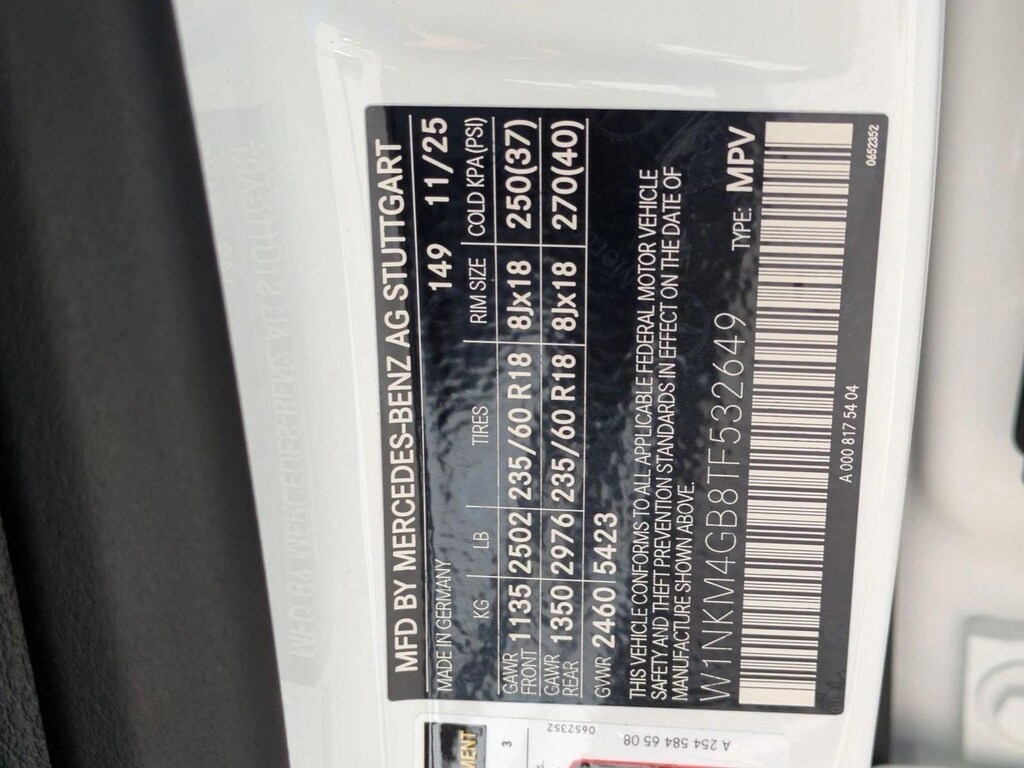 MFD BY MERCEDES-BENZ AG STUTTGART
MADE IN GERMANY 149 11/25
KG LB TIRES RIM SIZE COLD KPA(PSI)
GAWR FRONT 1135 2502 235/60 R18 8Jx18 250(37)
GAWR REAR 1350 2976 235/60 R18 8Jx18 270(40)
GVWR 2460 5423
THIS VEHICLE CONFORMS TO ALL APPLICABLE FEDERAL MOTOR VEHICLE
SAFETY AND THEFT PREVENTION STANDARDS IN EFFECT ON THE DATE OF
MANUFACTURE SHOWN ABOVE.
W1NKM4GB8TF532649 TYPE: MPV
A 000 817 54 04
0652352
3
0652352
A 254 584 65 08